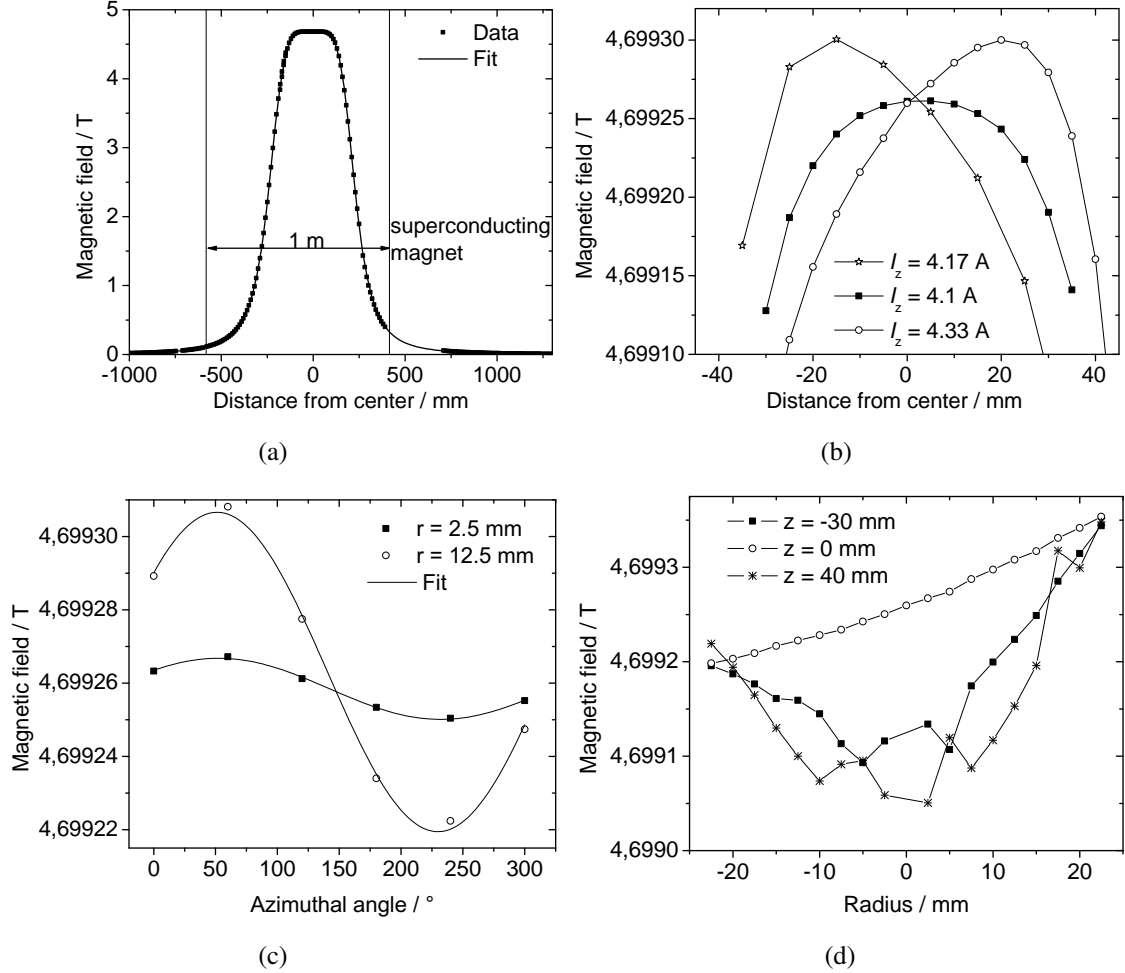 5
4
3
2
1
0
Magnetic field / T
Data
Fit
1 m
superconducting
magnet
-1000 -500 0 500 1000
Distance from center / mm
(a)
4,69930
4,69925
4,69920
4,69915
4,69910
Magnetic field / T
I_z = 4.17 A
I_z = 4.1 A
I_z = 4.33 A
-40 -20 0 20 40
Distance from center / mm
(b)
4,69930
4,69928
4,69926
4,69924
4,69922
Magnetic field / T
r = 2.5 mm
r = 12.5 mm
Fit
0 50 100 150 200 250 300
Azimuthal angle / °
(c)
4,6993
4,6992
4,6991
4,6990
Magnetic field / T
z = -30 mm
z = 0 mm
z = 40 mm
-20 -10 0 10 20
Radius / mm
(d)